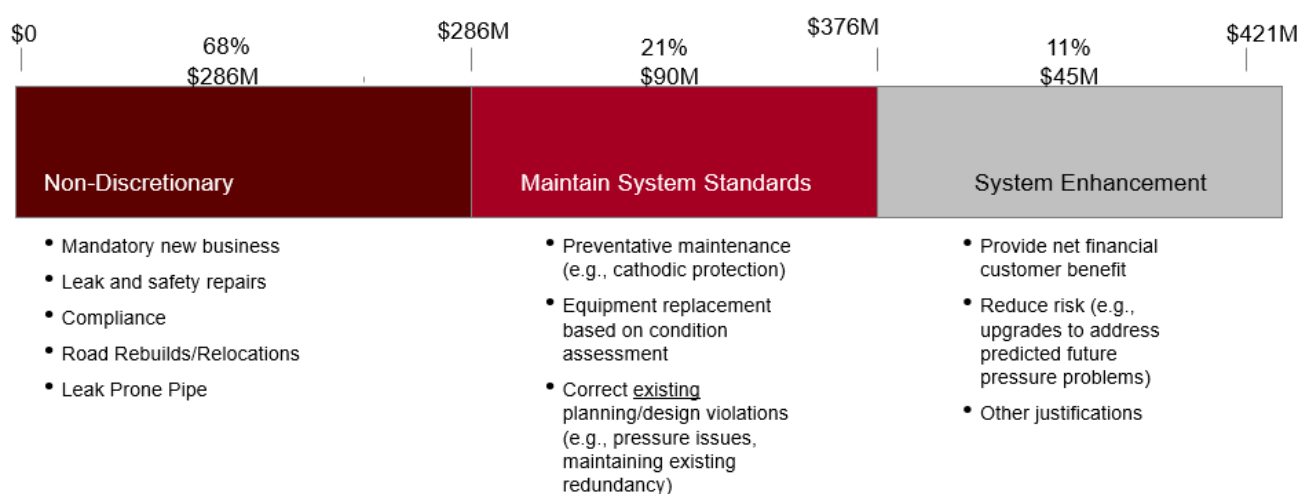 $0
68%
$286M
$286M
21%
$90M
$376M
11%
$45M
$421M
Non-Discretionary
Maintain System Standards
System Enhancement
• Mandatory new business
• Leak and safety repairs
• Compliance
• Road Rebuilds/Relocations
• Leak Prone Pipe
• Preventative maintenance
(e.g., cathodic protection)
• Equipment replacement
based on condition
assessment
• Correct existing
planning/design violations
(e.g., pressure issues,
maintaining existing
redundancy)
• Provide net financial
customer benefit
• Reduce risk (e.g.,
upgrades to address
predicted future
pressure problems)
• Other justifications